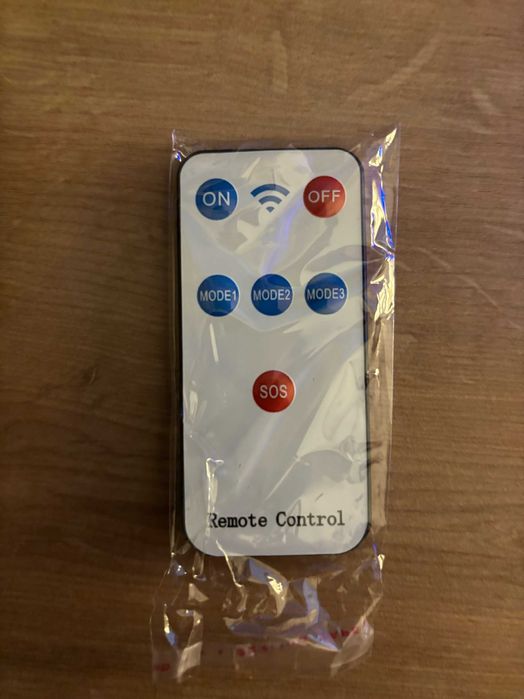 ON OFF
MODE1 MODE2 MODE3
SOS
Remote Control